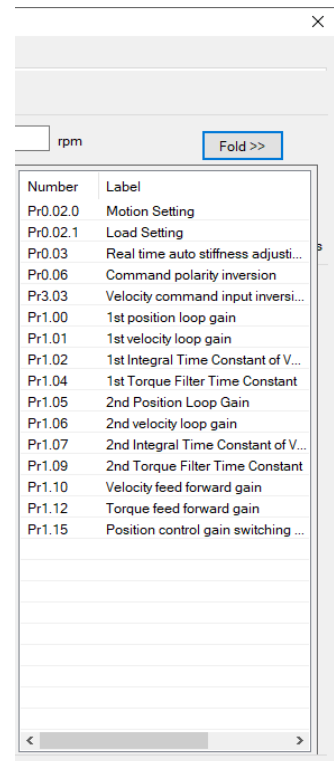 rpm
Fold >>
Number Label
Pr0.02.0 Motion Setting
Pr0.02.1 Load Setting
s
Pr0.03 Real time auto stiffness adjusti...
Pr0.06 Command polarity inversion
Pr3.03 Velocity command input inversi...
Pr1.00 1st position loop gain
Pr1.01 1st velocity loop gain
Pr1.02 1st Integral Time Constant of V...
Pr1.04 1st Torque Filter Time Constant
Pr1.05 2nd Position Loop Gain
Pr1.06 2nd velocity loop gain
Pr1.07 2nd Integral Time Constant of V...
Pr1.09 2nd Torque Filter Time Constant
Pr1.10 Velocity feed forward gain
Pr1.12 Torque feed forward gain
Pr1.15 Position control gain switching ...